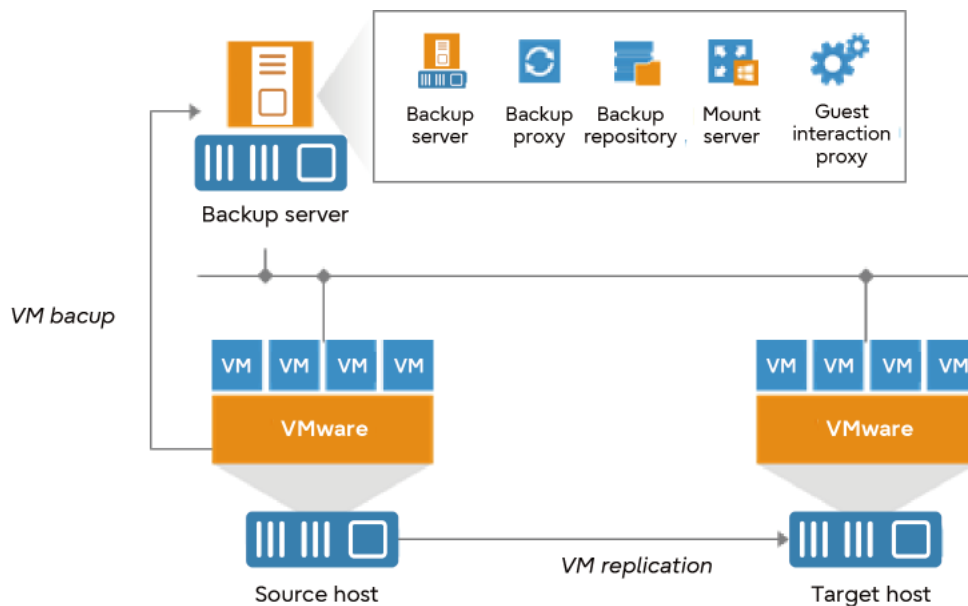 Backup
server
Backup
proxy
Backup
repository
Mount
server
Guest
interaction
proxy
Backup server
VM bacup
VM VM VM VM
VMware
VM VM VM VM
VMware
VM replication
Source host
Target host